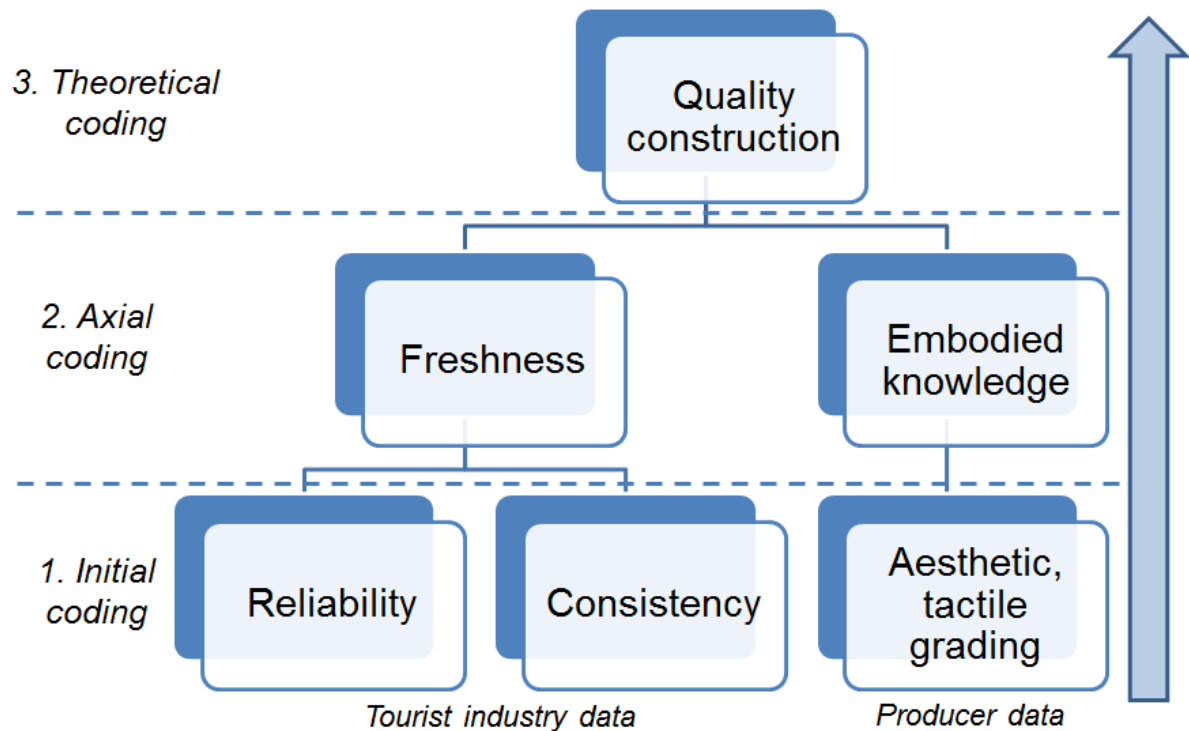 3. Theoretical
coding
Quality
construction
2. Axial
coding
Freshness
Embodied
knowledge
1. Initial
coding
Reliability
Consistency
Aesthetic,
tactile
grading
Tourist industry data
Producer data